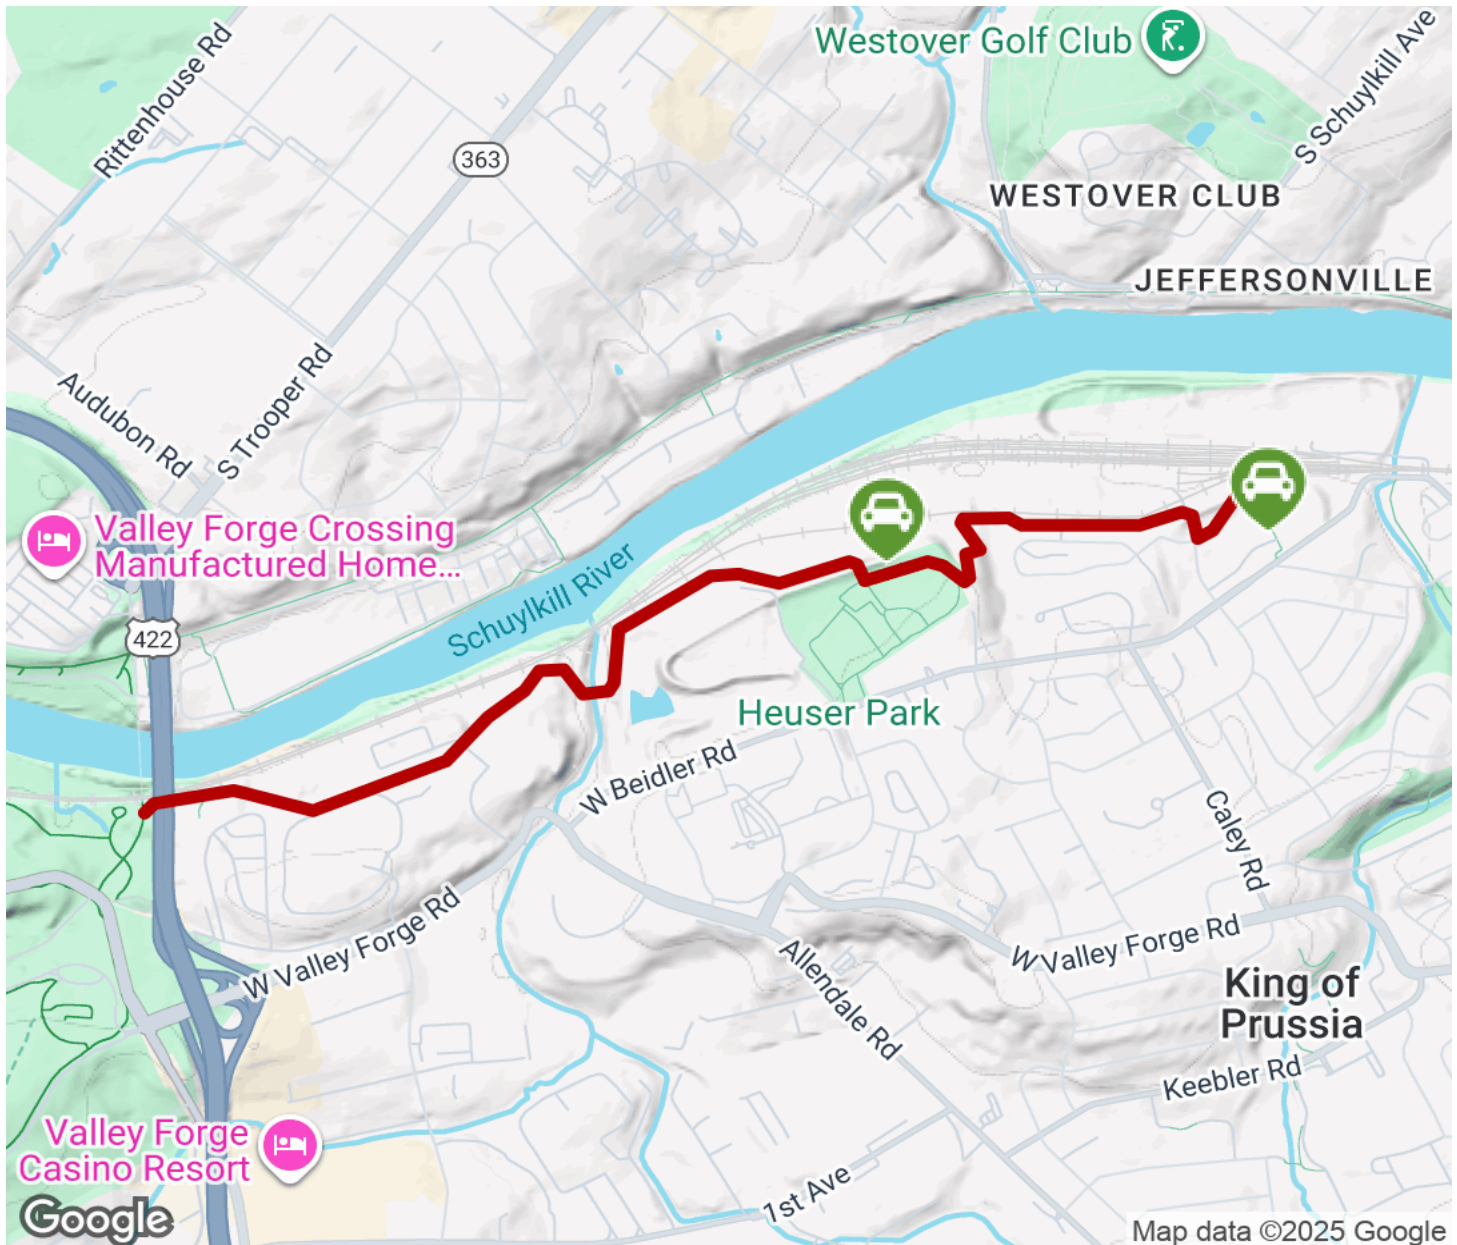 Westover Golf Club
Rittenhouse Rd
S Schuylkill Ave
363
WESTOVER CLUB
JEFFERSONVILLE
Audubon Rd
S Trooper Rd
Valley Forge Crossing
Manufactured Home...
Schuylkill River
422
Heuser Park
W Beidler Rd
Caley Rd
W Valley Forge Rd
W Valley Forge Rd
Allendale Rd
King of
Prussia
Keebler Rd
Valley Forge
Casino Resort
1st Ave
Google
Map data ©2025 Google